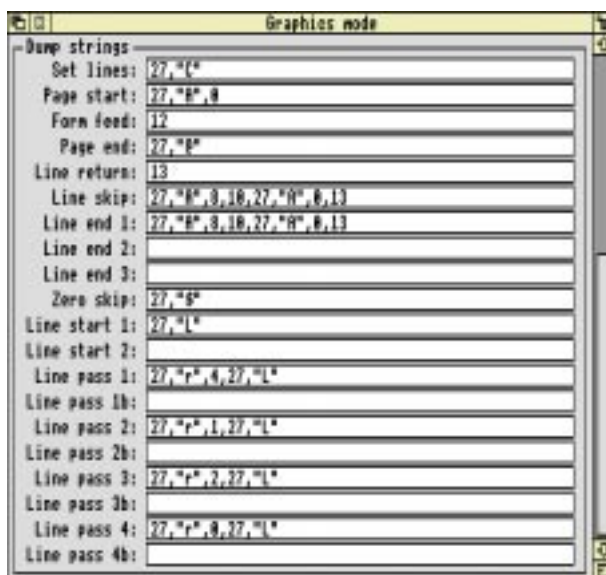 Graphics mode
Dump strings
Set lines: 27,"C"
Page start: 27,"A",0
Form feed: 12
Page end: 27,"@"
Line return: 13
Line skip: 27,"A",8,10,27,"A",0,13
Line end 1: 27,"A",8,10,27,"A",0,13
Line end 2:
Line end 3:
Zero skip:
Line start 1: 27,"L"
Line start 2:
Line pass 1: 27,"r",4,27,"L"
Line pass 1b:
Line pass 2: 27,"r",1,27,"L"
Line pass 2b:
Line pass 3: 27,"r",2,27,"L"
Line pass 3b:
Line pass 4: 27,"r",0,27,"L"
Line pass 4b: